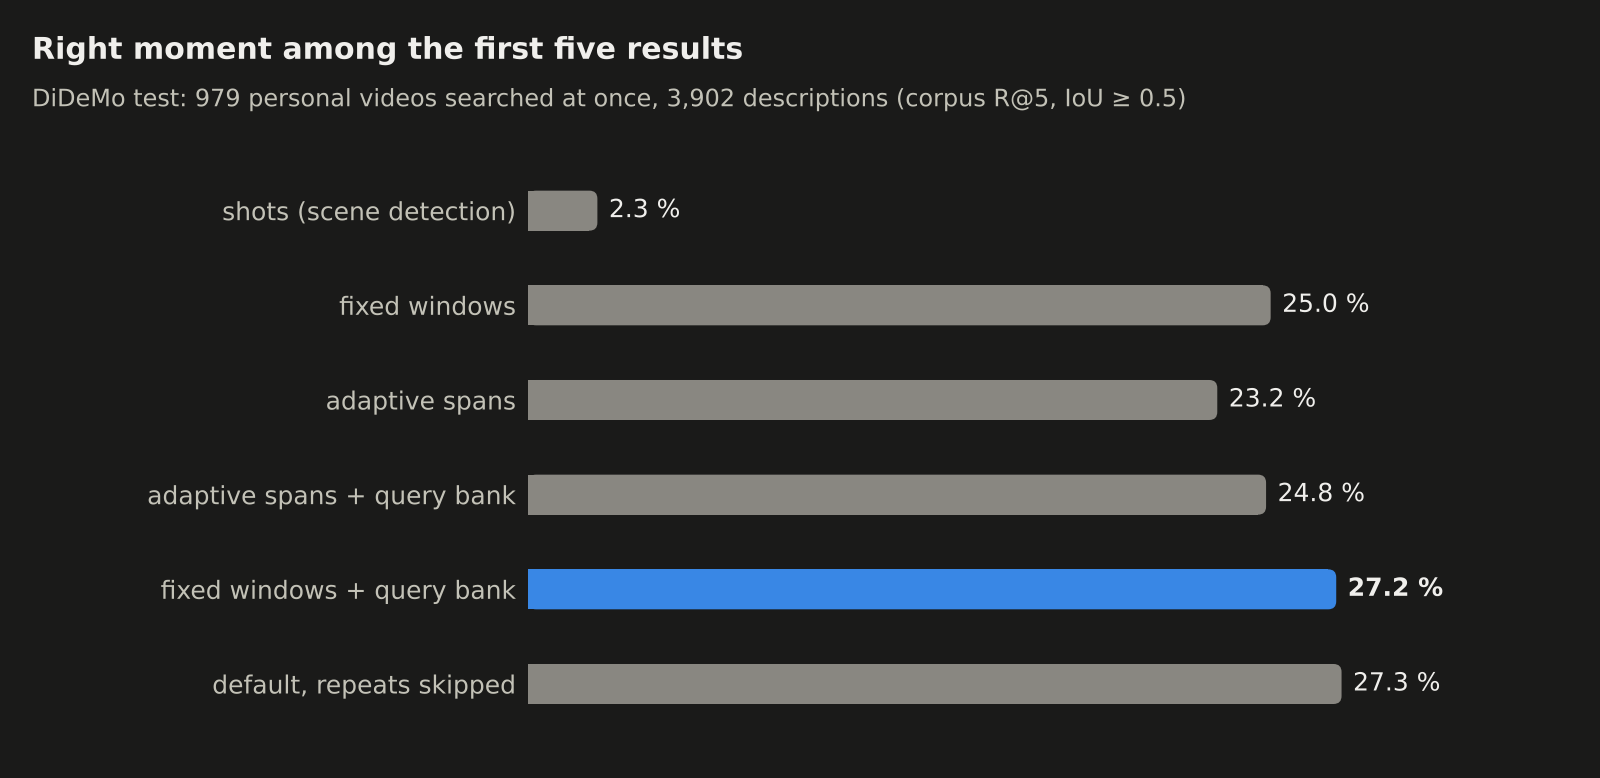 Right moment among the first five results
DiDeMo test: 979 personal videos searched at once, 3,902 descriptions (corpus R@5, IoU ≥ 0.5)
shots (scene detection) 2.3 %
fixed windows 25.0 %
adaptive spans 23.2 %
adaptive spans + query bank 24.8 %
fixed windows + query bank 27.2 %
default, repeats skipped 27.3 %